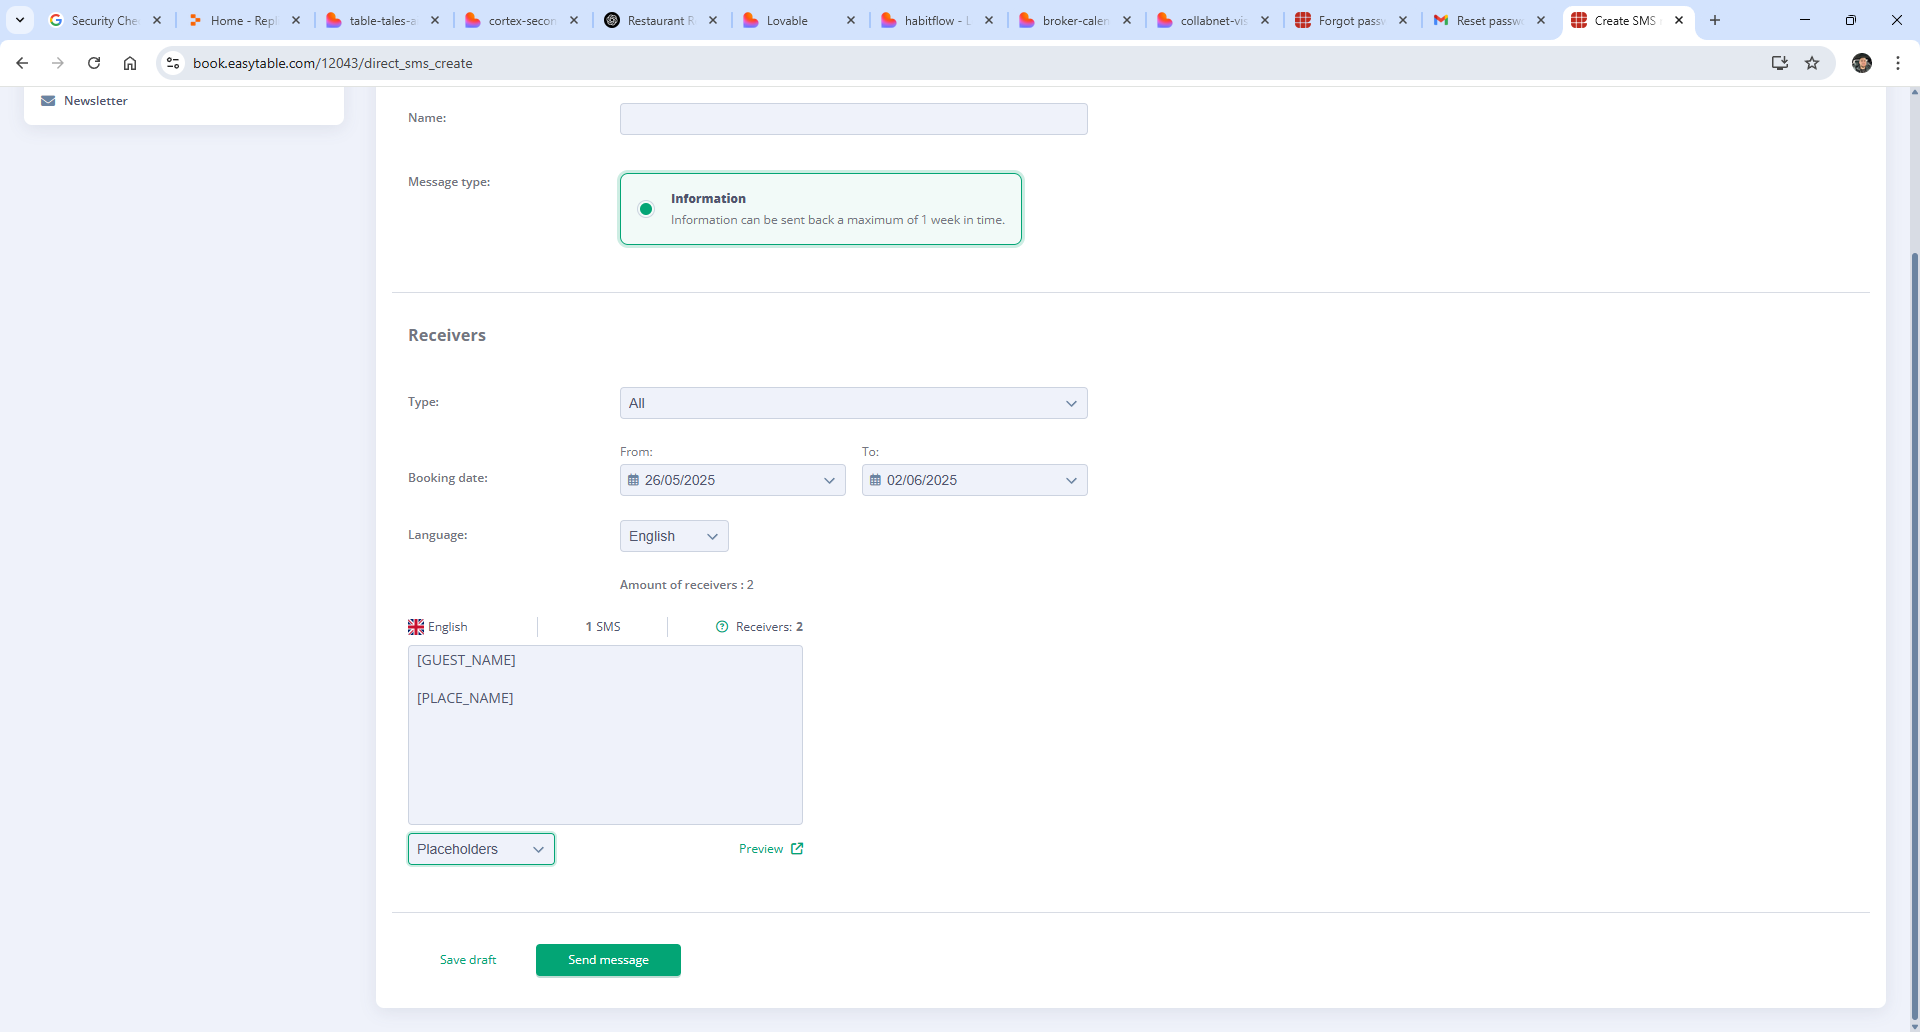 Security Che
Home - Repl
table-tales-a
cortex-secon
Restaurant R
Lovable
habitflow - L
broker-calen
collabnet-vis
Forgot passw
Reset passwo
Create SMS
book.easytable.com/12043/direct_sms_create
Newsletter
Name:
Message type:
Information
Information can be sent back a maximum of 1 week in time.
Receivers
Type:
All
From:
To:
Booking date:
26/05/2025
02/06/2025
Language:
English
Amount of receivers : 2
English
1 SMS
Receivers: 2
[GUEST_NAME]
[PLACE_NAME]
Placeholders
Preview
Save draft
Send message